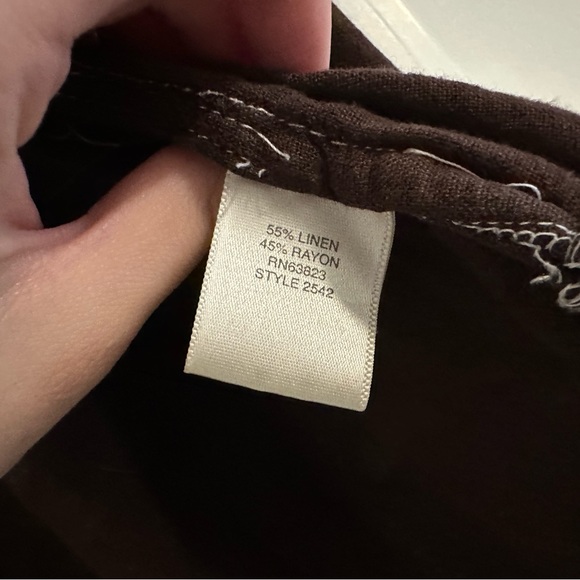 55% LINEN
45% RAYON
RN63823
STYLE 2542